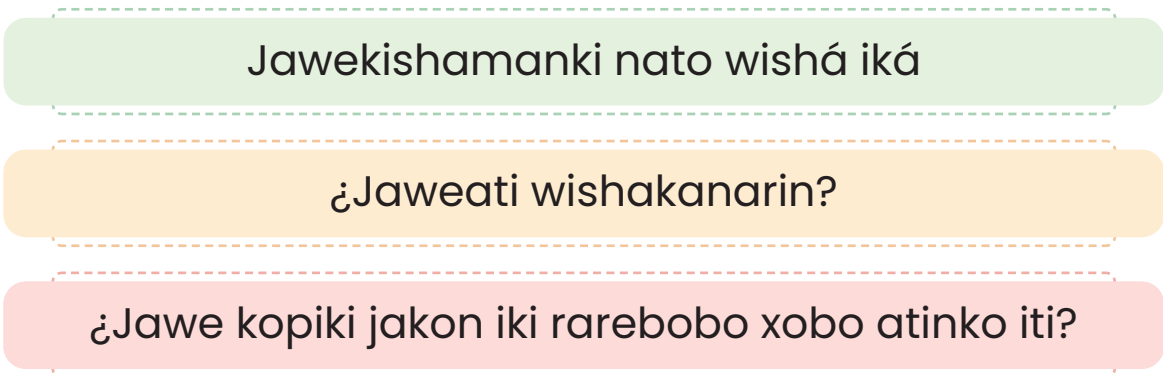 Jawekishamanki nato wishá iká
¿Jaweati wishakanarin?
¿Jawe kopiki jakon iki rarebobo xobo atinko iti?